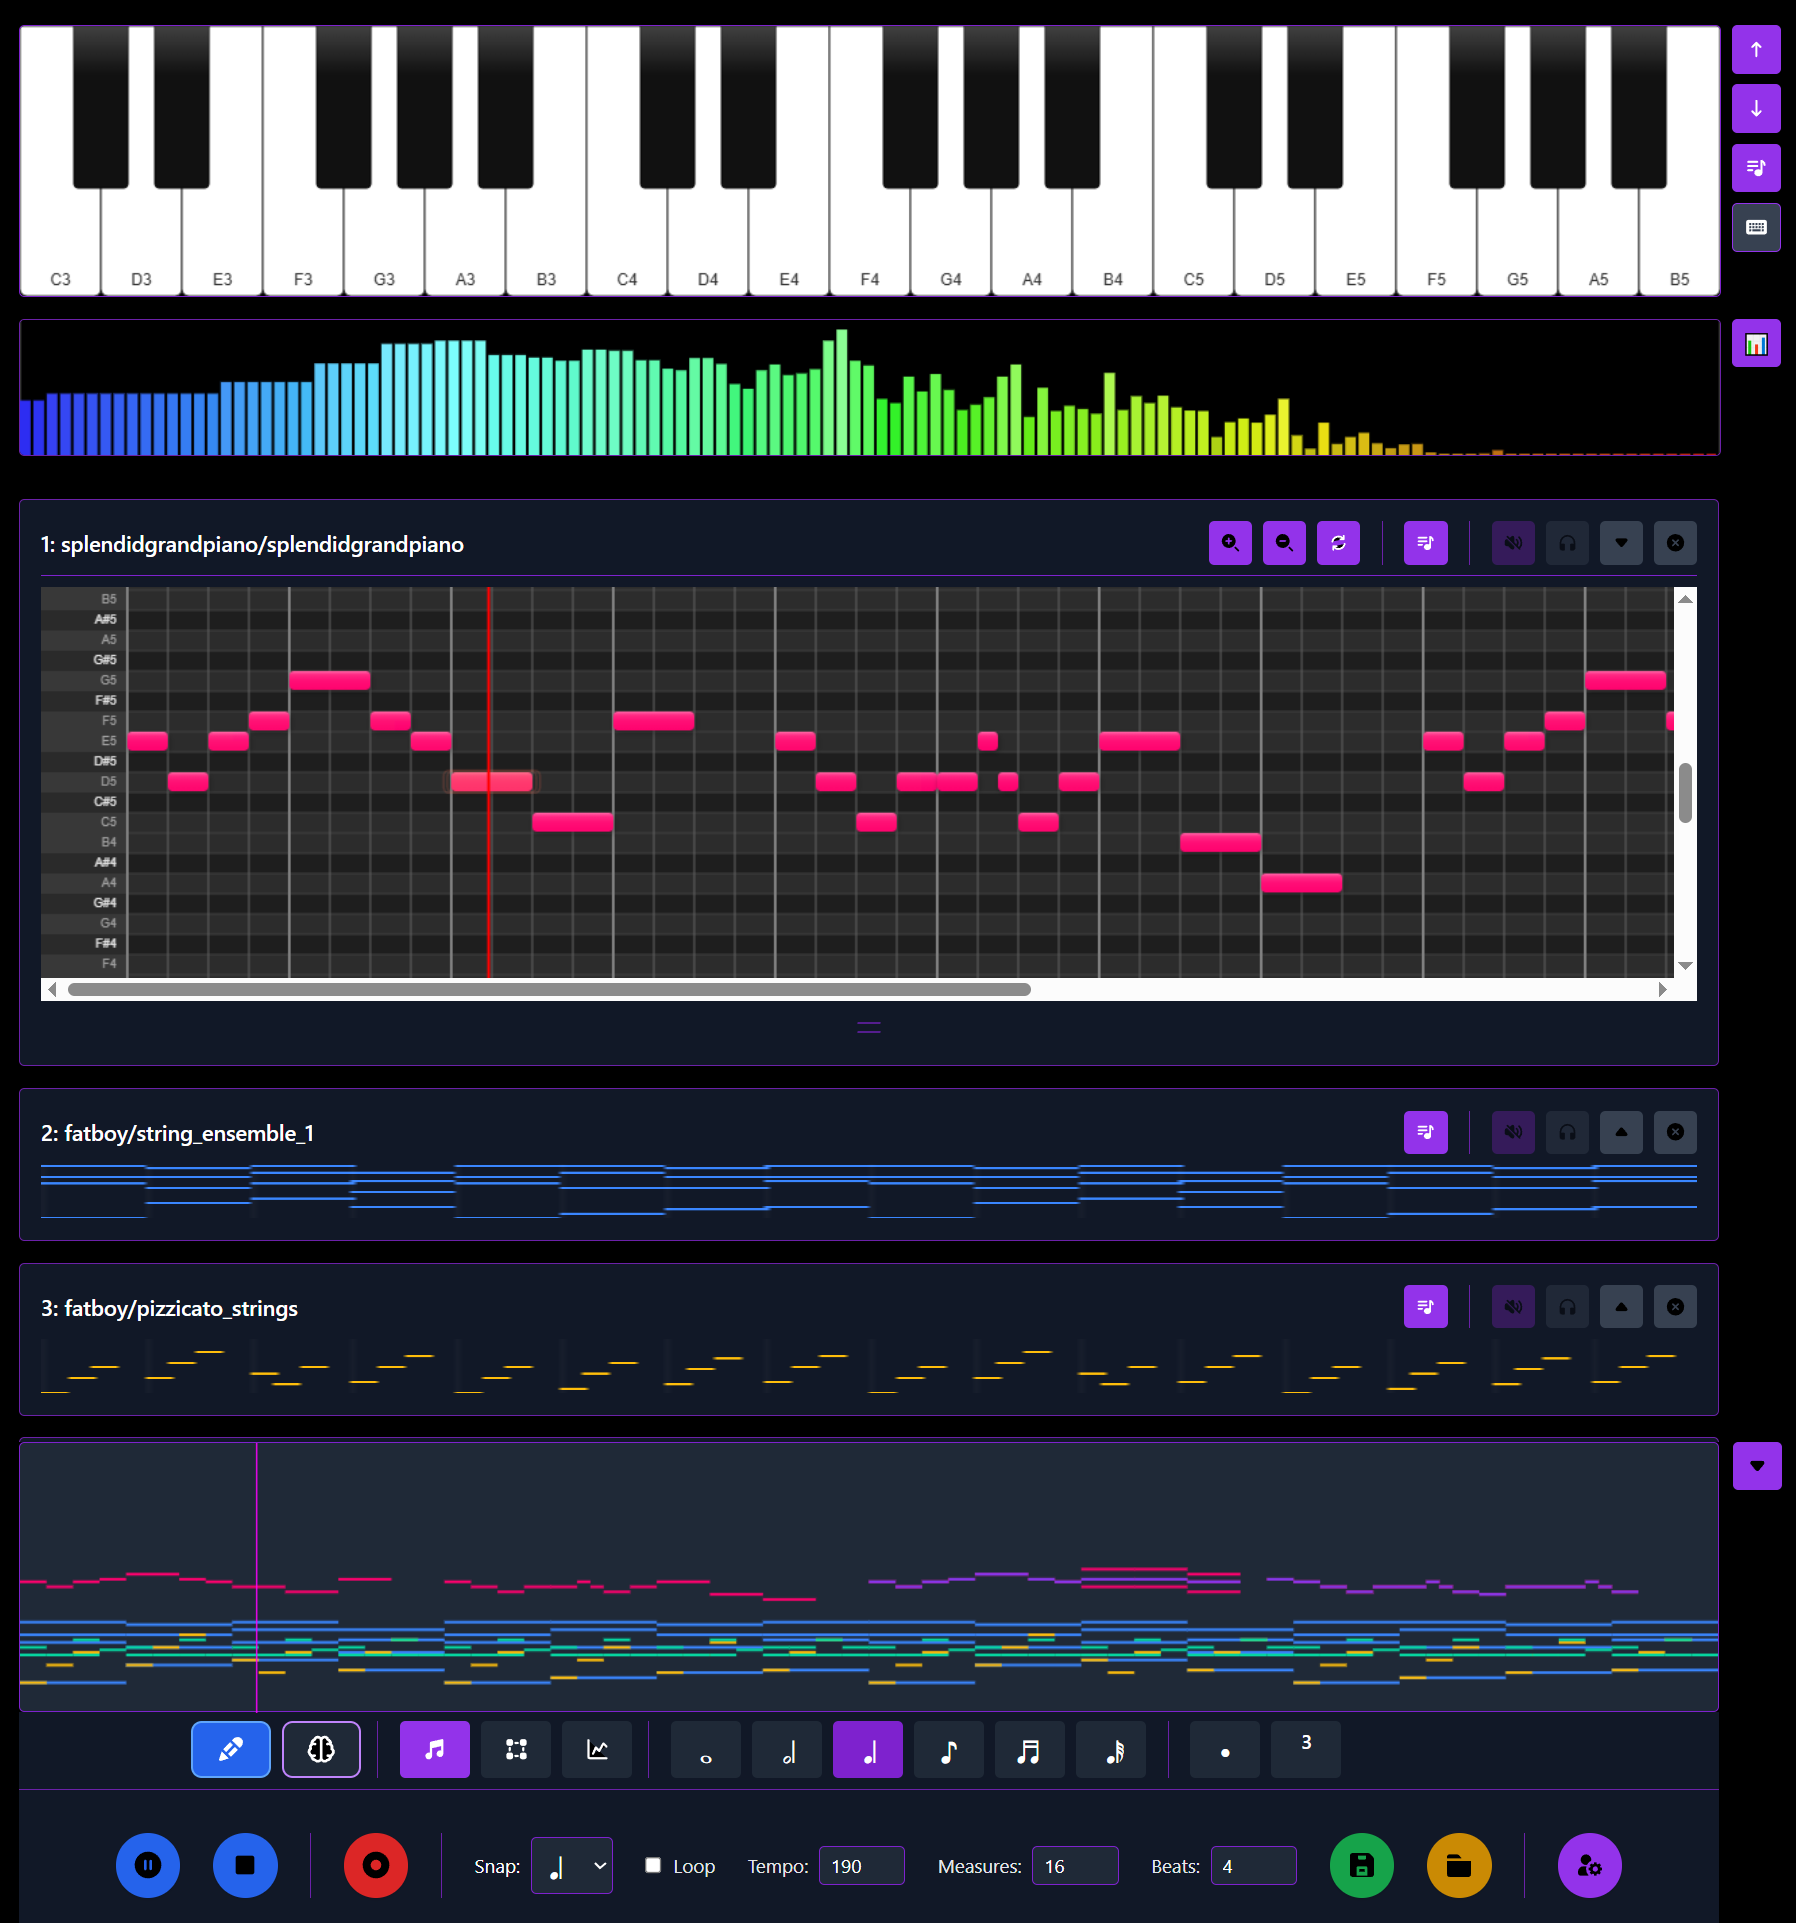 C3 D3 E3 F3 G3 A3 B3 C4 D4 E4 F4 G4 A4 B4 C5 D5 E5 F5 G5 A5 B5
1: splendidgrandpiano/splendidgrandpiano
B5
A#5
A5
G#5
G5
F#5
F5
E5
D#5
D5
C#5
C5
B4
A#4
A4
G#4
G4
F#4
F4
2: fatboy/string_ensemble_1
3: fatboy/pizzicato_strings
3
Snap: Loop Tempo: 190 Measures: 16 Beats: 4